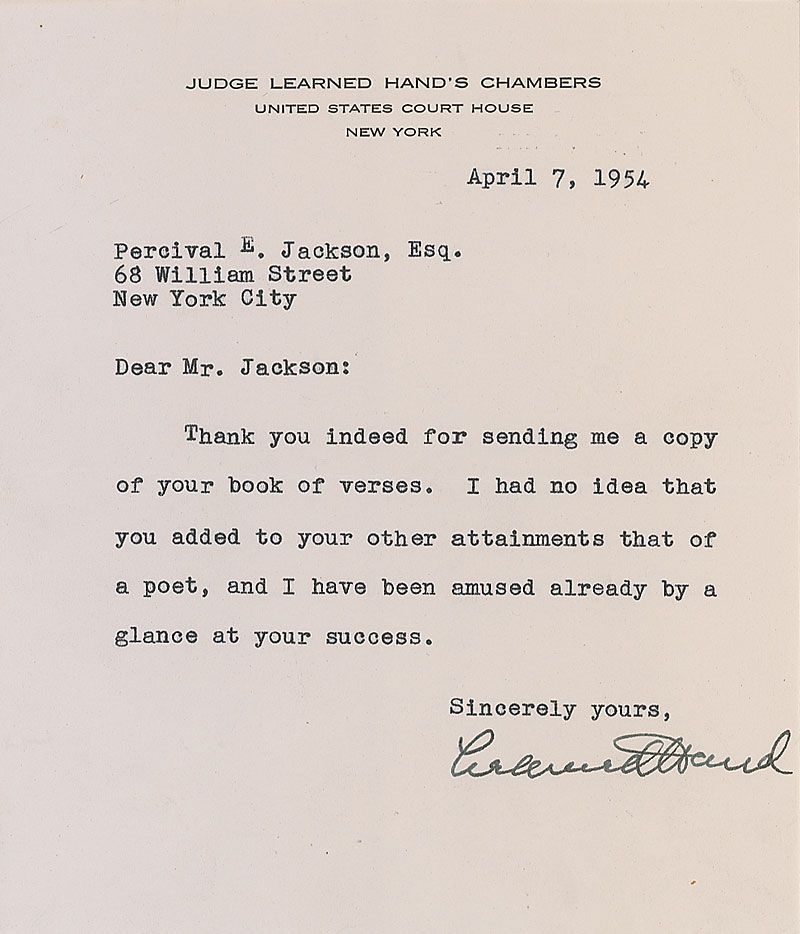 JUDGE LEARNED HAND'S CHAMBERS
UNITED STATES COURT HOUSE
NEW YORK
April 7, 1954
Percival E. Jackson, Esq.
68 William Street
New York City
Dear Mr. Jackson:
Thank you indeed for sending me a copy
of your book of verses. I had no idea that
you added to your other attainments that of
a poet, and I have been amused already by a
glance at your success.
Sincerely yours,
Learned Hand